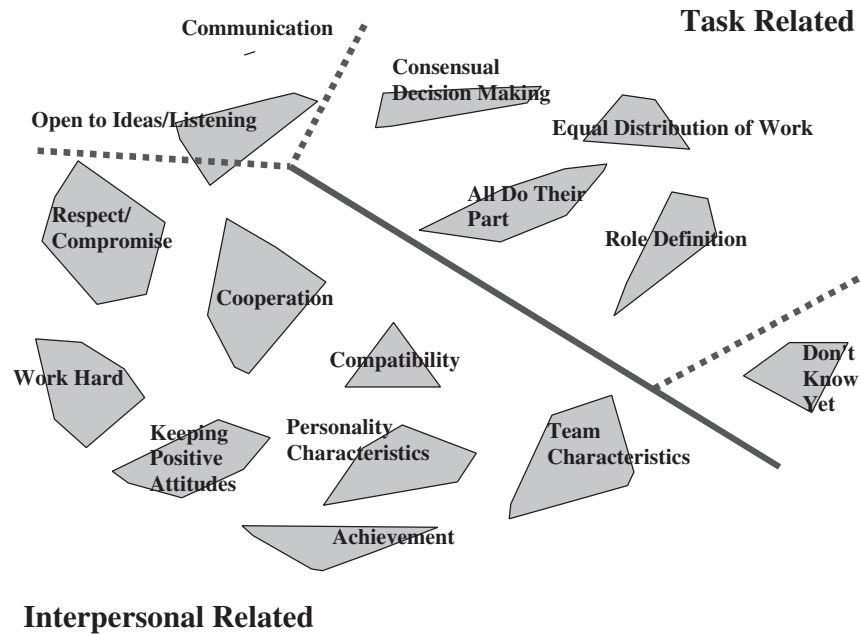 Communication
Task Related
Consensual
Decision Making
Open to Ideas/Listening
Equal Distribution of Work
All Do Their
Part
Respect/
Compromise
Role Definition
Cooperation
Compatibility
Don't
Know
Yet
Work Hard
Keeping
Positive
Attitudes
Personality
Characteristics
Team
Characteristics
Achievement
Interpersonal Related